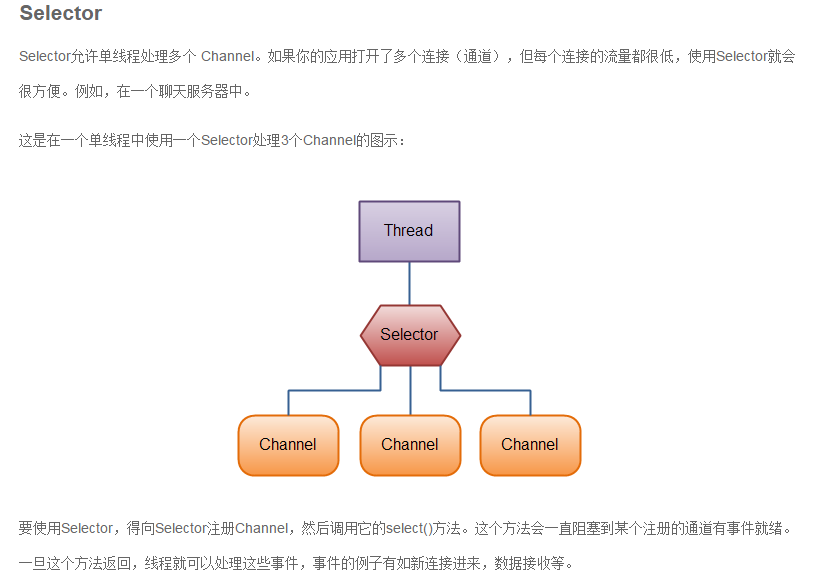 Selector
Selector允许单线程处理多个 Channel。如果你的应用打开了多个连接（通道），但每个连接的流量都很低，使用Selector就会
很方便。例如，在一个聊天服务器中。
这是在一个单线程中使用一个Selector处理3个Channel的图示：
Thread
Selector
Channel
Channel
Channel
要使用Selector，得向Selector注册Channel，然后调用它的select()方法。这个方法会一直阻塞到某个注册的通道有事件就绪。
一旦这个方法返回，线程就可以处理这些事件，事件的例子有如新连接进来，数据接收等。